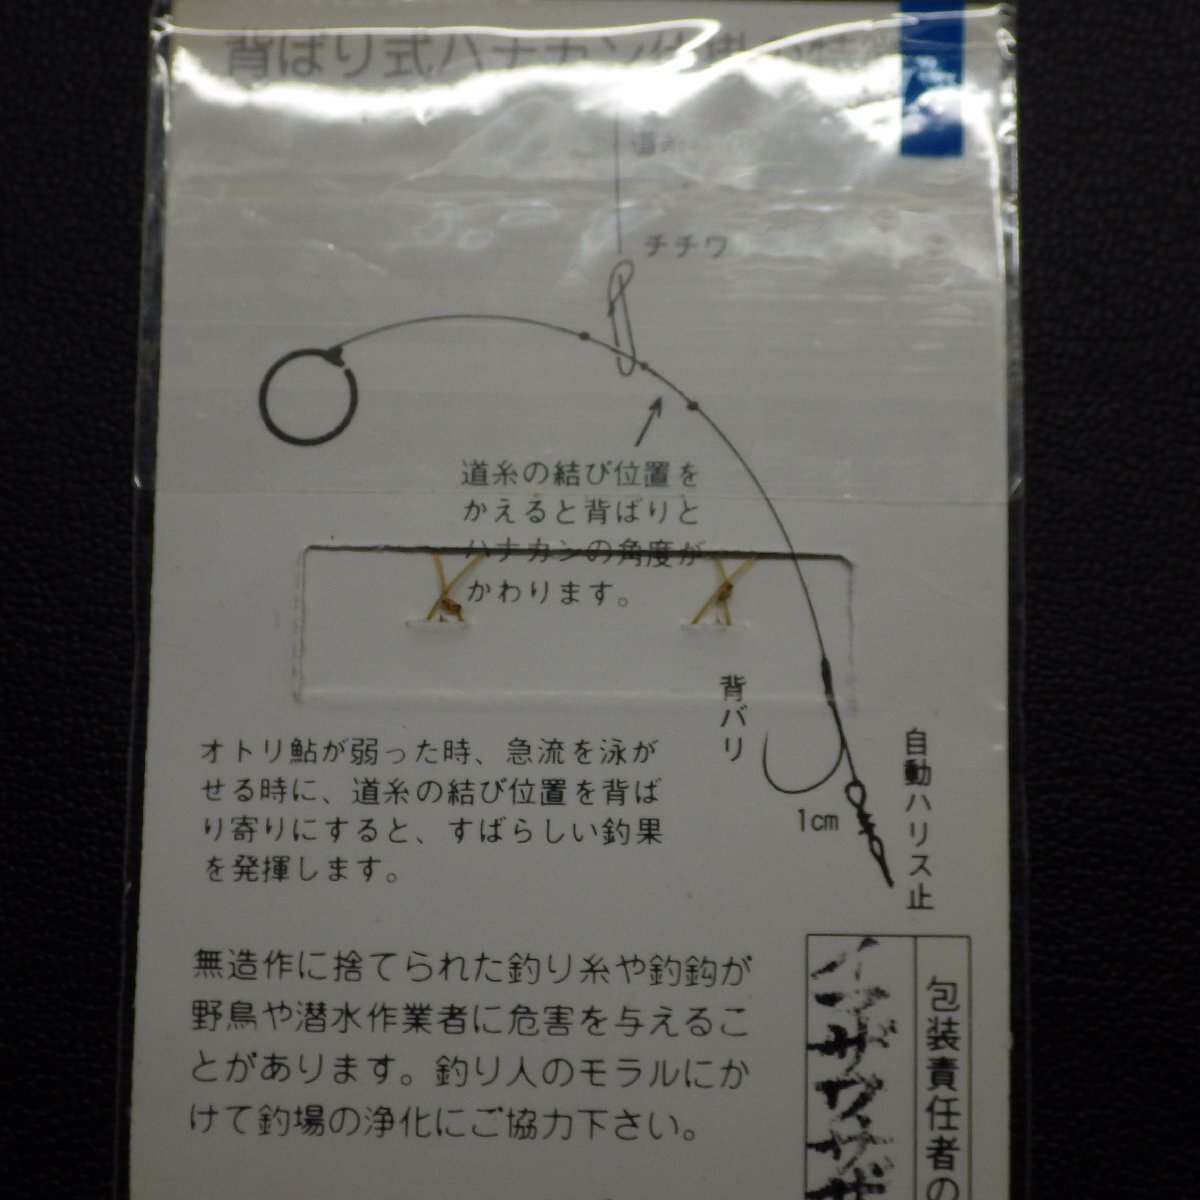 背ばり式ハナカン仕掛の特徴
道糸
チチワ
道糸の結び位置を
かえると背ばりと
ハナカンの角度が
かわります。
背バリ
1cm
自動ハリス止
オトリ鮎が弱った時、急流を泳が
せる時に、道糸の結び位置を背ば
り寄りにすると、すばらしい釣果
を発揮します。
無造作に捨てられた釣り糸や釣鈎が
野鳥や潜水作業者に危害を与えるこ
とがあります。釣り人のモラルにか
けて釣場の浄化にご協力下さい。
包装責任者の